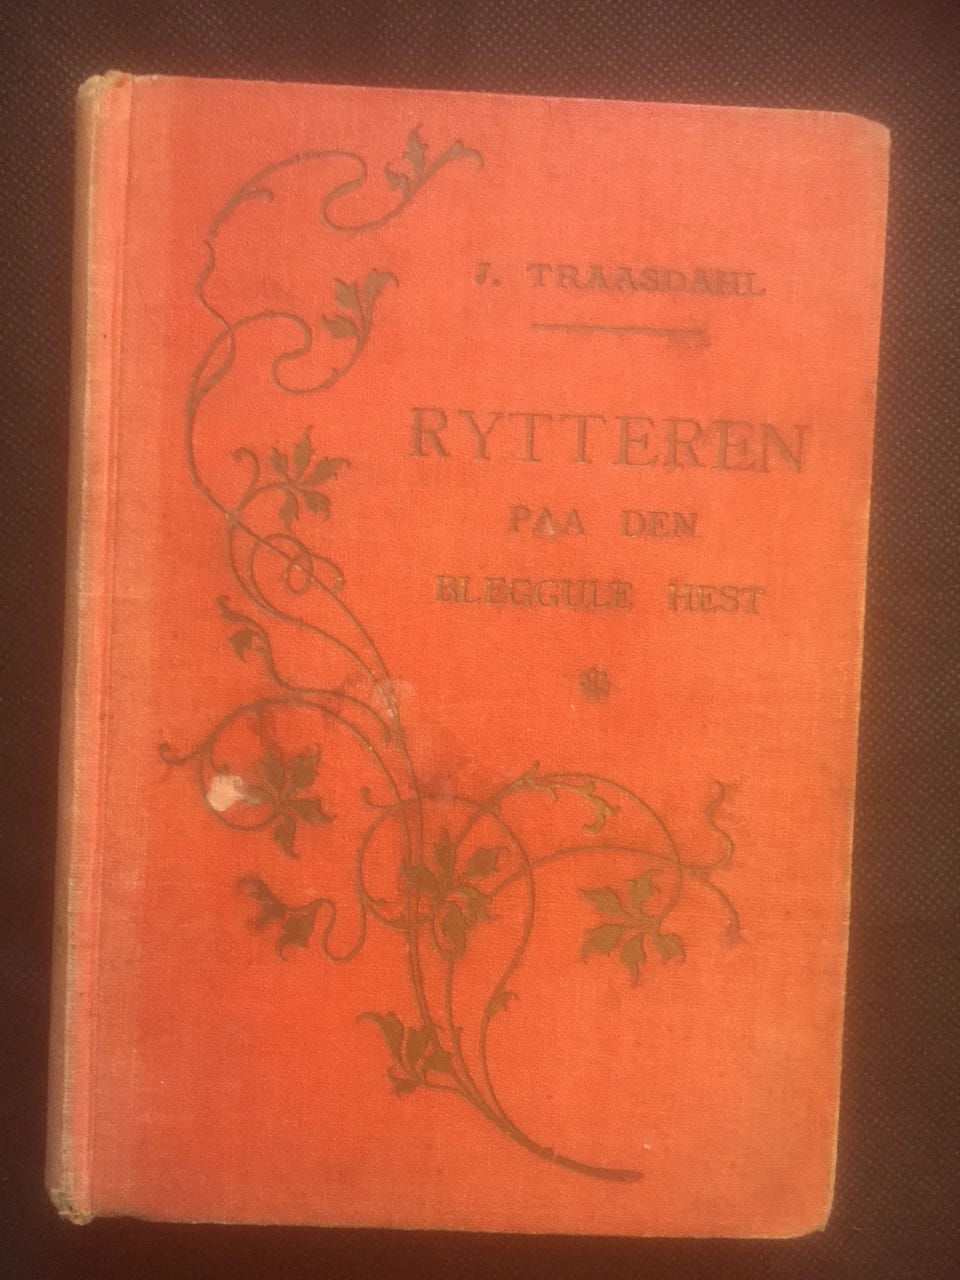 J. TRAASDAHL
RYTTEREN
PAA DEN
BLEGGULE HEST